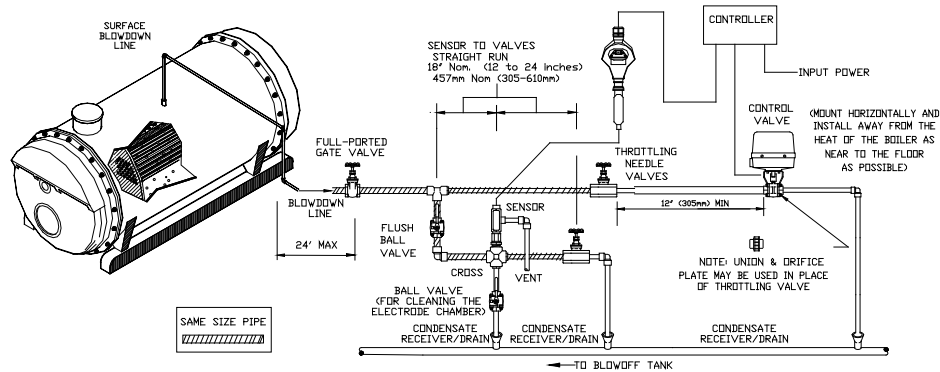 SURFACE
BLOWDOWN
LINE
SENSOR TO VALVES
STRAIGHT RUN
18" Nom. (12 to 24 Inches)
457mm Nom (305-610mm)
CONTROLLER
INPUT POWER
CONTROL
VALVE
(MOUNT HORIZONTALLY AND
INSTALL AWAY FROM THE
HEAT OF THE BOILER AS
NEAR TO THE FLOOR
AS POSSIBLE)
FULL-PORTED
GATE VALVE
THROTTLING
NEEDLE
VALVES
BLOWDOWN
LINE
24' MAX
12" (305mm) MIN
SENSOR
FLUSH
BALL
VALVE
CROSS
VENT
NOTE: UNION & ORIFICE
PLATE MAY BE USED IN PLACE
OF THROTTLING VALVE
BALL VALVE
(FOR CLEANING THE
ELECTRODE CHAMBER)
SAME SIZE PIPE
CONDENSATE
RECEIVER/DRAIN
CONDENSATE
RECEIVER/DRAIN
CONDENSATE
RECEIVER/DRAIN
TO BLOWOFF TANK